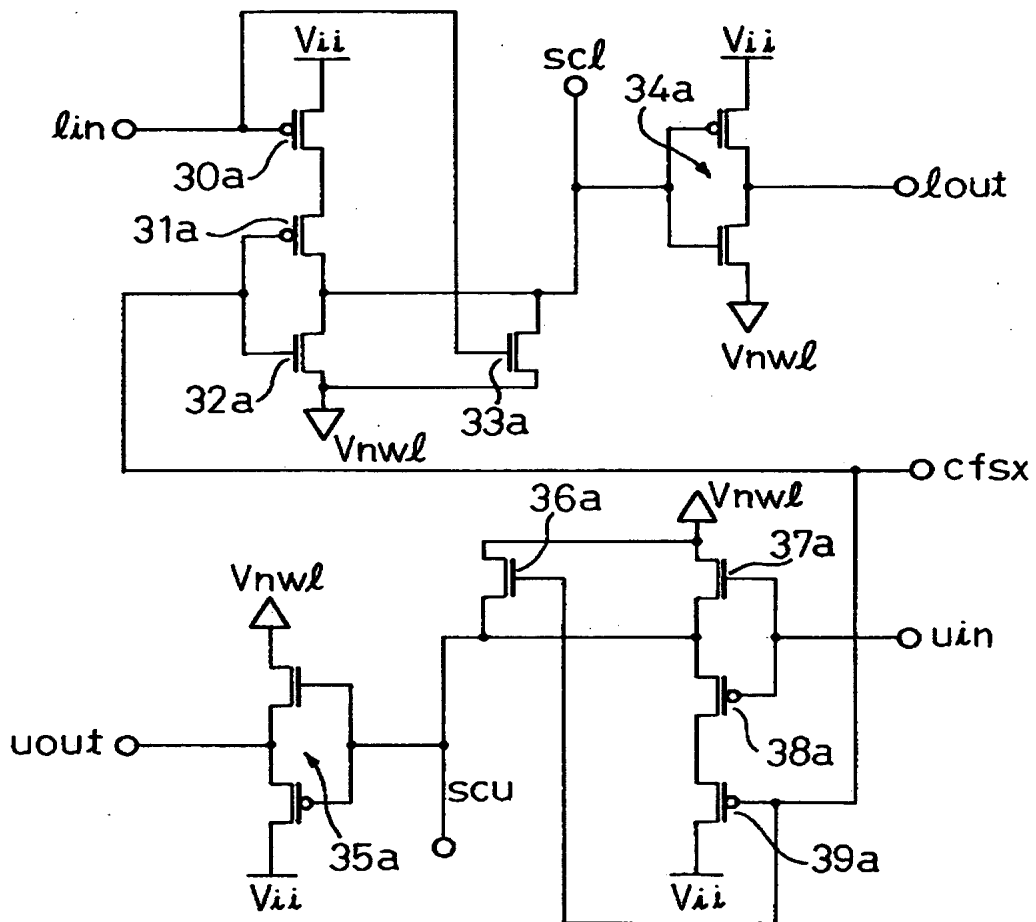 Vii
lin
30a
31a
32a
Vnwl
33a
scl
34a
Vii
lout
Vnwl
cfsx
36a
Vnwl
37a
Vnwl
uin
38a
uout
scu
35a
39a
Vii
Vii